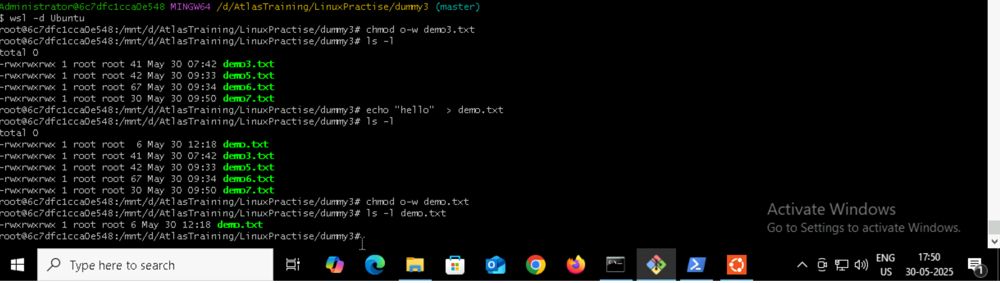 Administrator@6c7dfc1cca0e548 MINGW64 /d/AtlasTraining/LinuxPractise/dummy3 (master)
$ wsl -d Ubuntu
root@6c7dfc1cca0e548:/mnt/d/AtlasTraining/LinuxPractise/dummy3# chmod o-w demo3.txt
root@6c7dfc1cca0e548:/mnt/d/AtlasTraining/LinuxPractise/dummy3# ls -l
total 0
-rwxrwxrwx 1 root root 41 May 30 07:42 demo3.txt
-rwxrwxrwx 1 root root 42 May 30 09:33 demo5.txt
-rwxrwxrwx 1 root root 67 May 30 09:34 demo6.txt
-rwxrwxrwx 1 root root 30 May 30 09:50 demo7.txt
root@6c7dfc1cca0e548:/mnt/d/AtlasTraining/LinuxPractise/dummy3# echo "hello"  > demo.txt
root@6c7dfc1cca0e548:/mnt/d/AtlasTraining/LinuxPractise/dummy3# ls -l
total 0
-rwxrwxrwx 1 root root  6 May 30 12:18 demo.txt
-rwxrwxrwx 1 root root 41 May 30 07:42 demo3.txt
-rwxrwxrwx 1 root root 42 May 30 09:33 demo5.txt
-rwxrwxrwx 1 root root 67 May 30 09:34 demo6.txt
-rwxrwxrwx 1 root root 30 May 30 09:50 demo7.txt
root@6c7dfc1cca0e548:/mnt/d/AtlasTraining/LinuxPractise/dummy3# chmod o-w demo.txt
root@6c7dfc1cca0e548:/mnt/d/AtlasTraining/LinuxPractise/dummy3# ls -l demo.txt
-rwxrwxrwx 1 root root 6 May 30 12:18 demo.txt
root@6c7dfc1cca0e548:/mnt/d/AtlasTraining/LinuxPractise/dummy3#
Activate Windows
Go to Settings to activate Windows.
Type here to search
ENG
US
17:50
30-05-2025
1